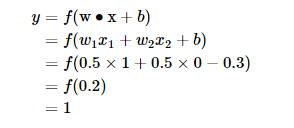 y = f(w • x + b)
= f(w₁x₁ + w₂x₂ + b)
= f(0.5 × 1 + 0.5 × 0 − 0.3)
= f(0.2)
= 1